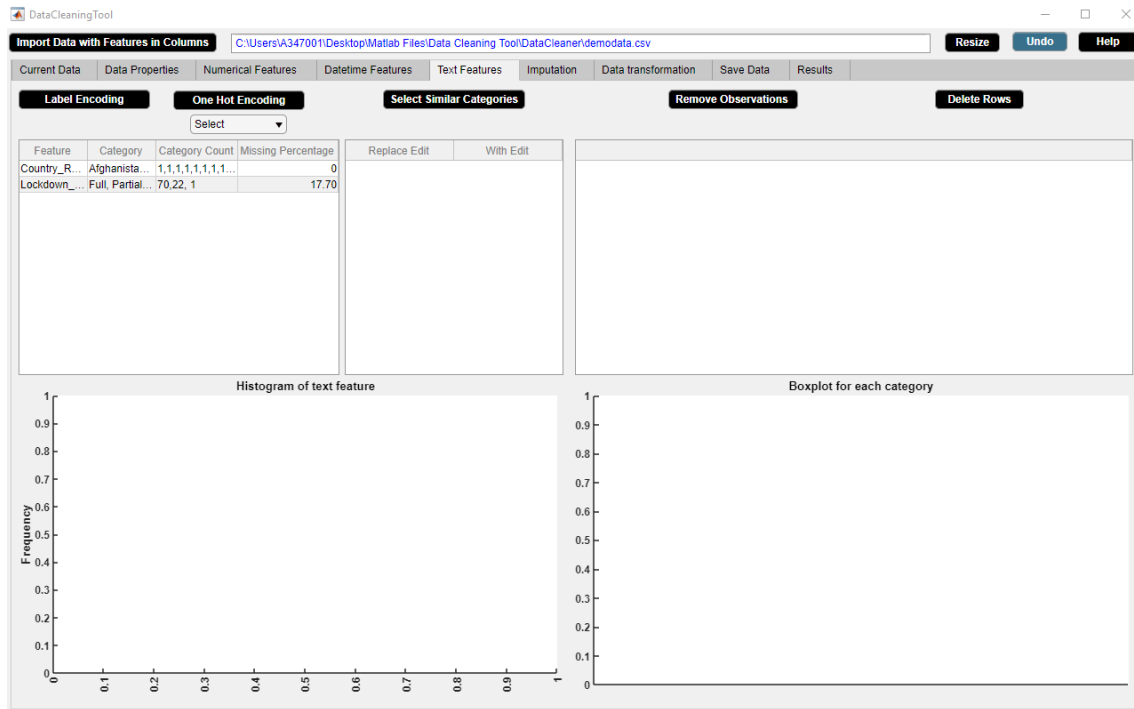 DataCleaningTool
Import Data with Features in Columns C:\Users\A347001\Desktop\Matlab Files\Data Cleaning Tool\DataCleaner\demodata.csv Resize Undo Help
Current Data Data Properties Numerical Features Datetime Features Text Features Imputation Data transformation Save Data Results
Label Encoding One Hot Encoding Select Similar Categories Remove Observations Delete Rows
Select
Feature Category Category Count Missing Percentage Replace Edit With Edit
Country_R... Afghanista... 1,1,1,1,1,1,1,1... 0
Lockdown_... Full, Partial... 70,22, 1 17.70
Histogram of text feature
Frequency
1
0.9
0.8
0.7
0.6
0.5
0.4
0.3
0.2
0.1
0
0 0.1 0.2 0.3 0.4 0.5 0.6 0.7 0.8 0.9 1
Boxplot for each category
1
0.9
0.8
0.7
0.6
0.5
0.4
0.3
0.2
0.1
0